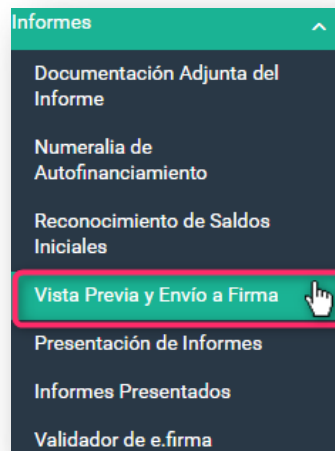 Informes
Documentación Adjunta del
Informe
Numeralia de
Autofinanciamiento
Reconocimiento de Saldos
Iniciales
Vista Previa y Envío a Firma
Presentación de Informes
Informes Presentados
Validador de e.firma